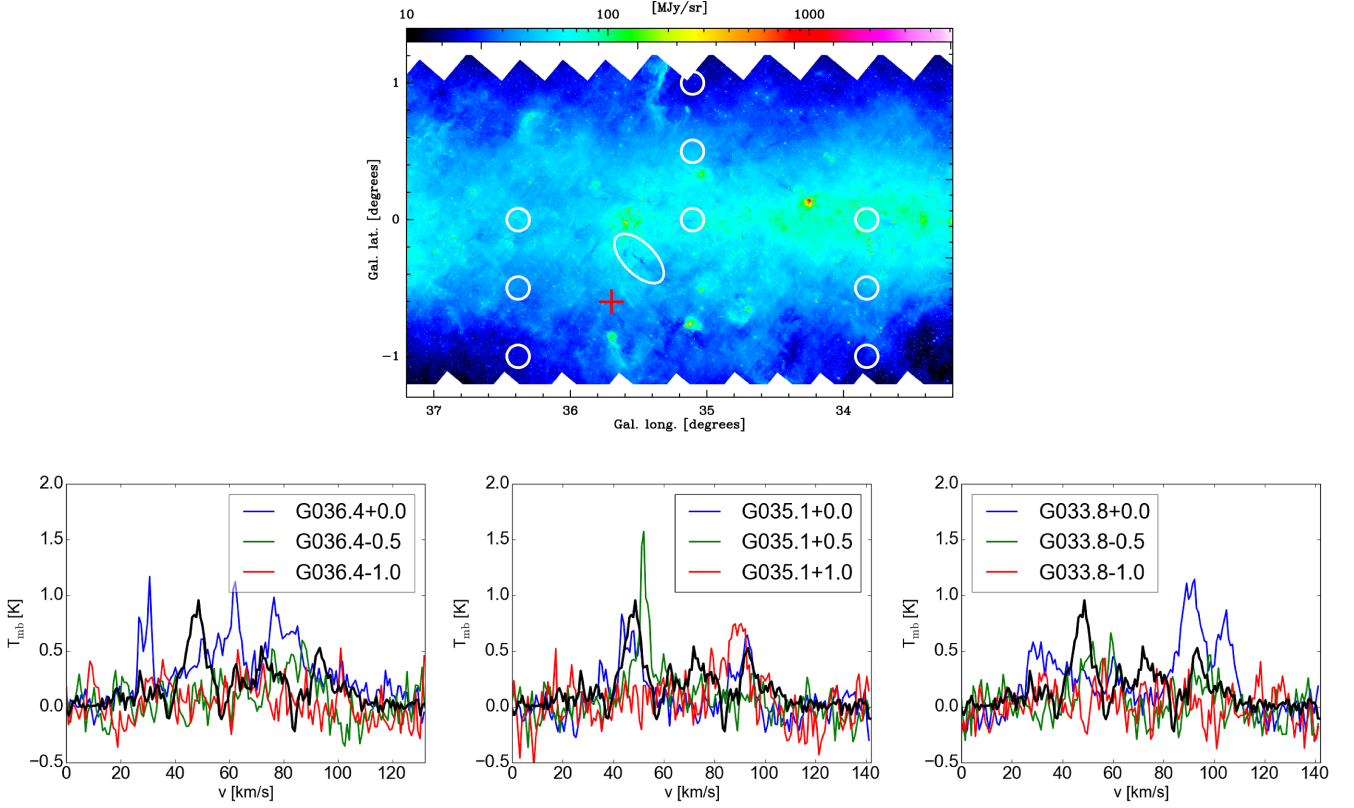 [MJy/sr]
10 100 1000
Gal. lat. [degrees]
1
0
−1
37 36 35 34
Gal. long. [degrees]
T_mb [K]
2.0
1.5
1.0
0.5
0.0
−0.5
G036.4+0.0
G036.4-0.5
G036.4-1.0
0 20 40 60 80 100 120
v [km/s]
T_mb [K]
2.0
1.5
1.0
0.5
0.0
−0.5
G035.1+0.0
G035.1+0.5
G035.1+1.0
0 20 40 60 80 100 120 140
v [km/s]
T_mb [K]
2.0
1.5
1.0
0.5
0.0
−0.5
G033.8+0.0
G033.8-0.5
G033.8-1.0
0 20 40 60 80 100 120 140
v [km/s]